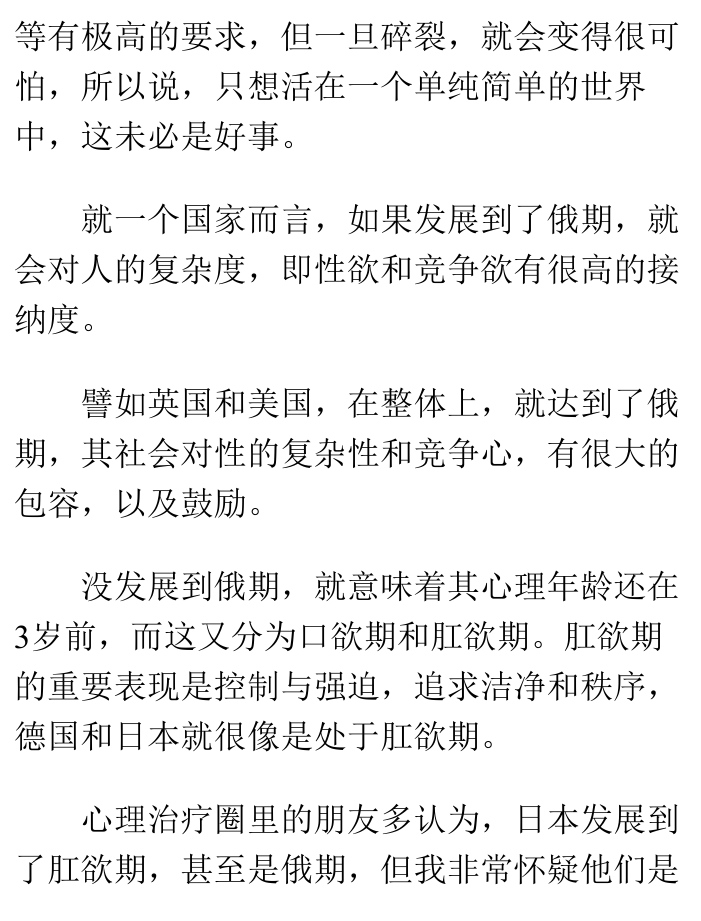 等有极高的要求，但一旦碎裂，就会变得很可
怕，所以说，只想活在一个单纯简单的世界
中，这未必是好事。
就一个国家而言，如果发展到了俄期，就
会对人的复杂度，即性欲和竞争欲有很高的接
纳度。
譬如英国和美国，在整体上，就达到了俄
期，其社会对性的复杂性和竞争心，有很大的
包容，以及鼓励。
没发展到俄期，就意味着其心理年龄还在
3岁前，而这又分为口欲期和肛欲期。肛欲期
的重要表现是控制与强迫，追求洁净和秩序，
德国和日本就很像是处于肛欲期。
心理治疗圈里的朋友多认为，日本发展到
了肛欲期，甚至是俄期，但我非常怀疑他们是